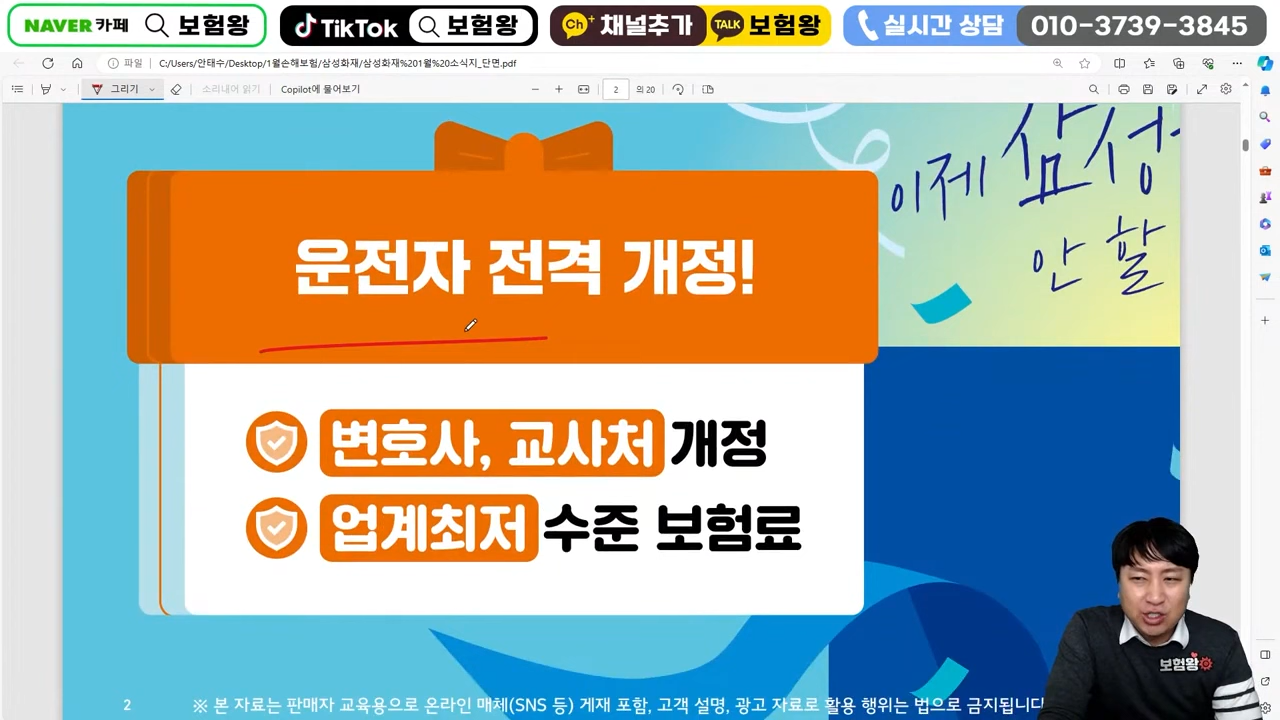 NAVER 카페 보험왕
TikTok 보험왕
Ch+ 채널추가 TALK 보험왕
실시간 상담 010-3739-3845
파일 C:/Users/안태수/Desktop/1월손해보험/삼성화재/삼성화재%201월%20소식지_단면.pdf
그리기 소리내어 읽기 Copilot에 물어보기 2 의 20
이제 삼성
안 할
운전자 전격 개정!
변호사, 교사처 개정
업계최저 수준 보험료
보험왕
2 ※ 본 자료는 판매자 교육용으로 온라인 매체(SNS 등) 게재 포함, 고객 설명, 광고 자료로 활용 행위는 법으로 금지됩니다